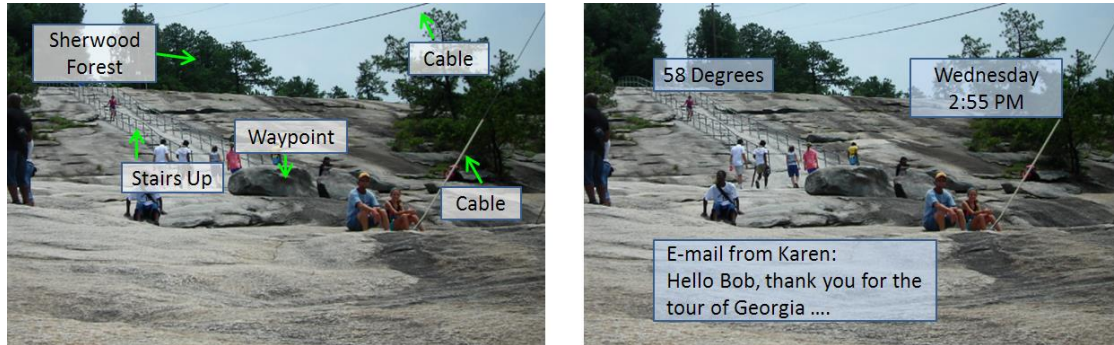 Sherwood
Forest
Cable
Waypoint
Stairs Up
Cable
58 Degrees
Wednesday
2:55 PM
E-mail from Karen:
Hello Bob, thank you for the
tour of Georgia ....